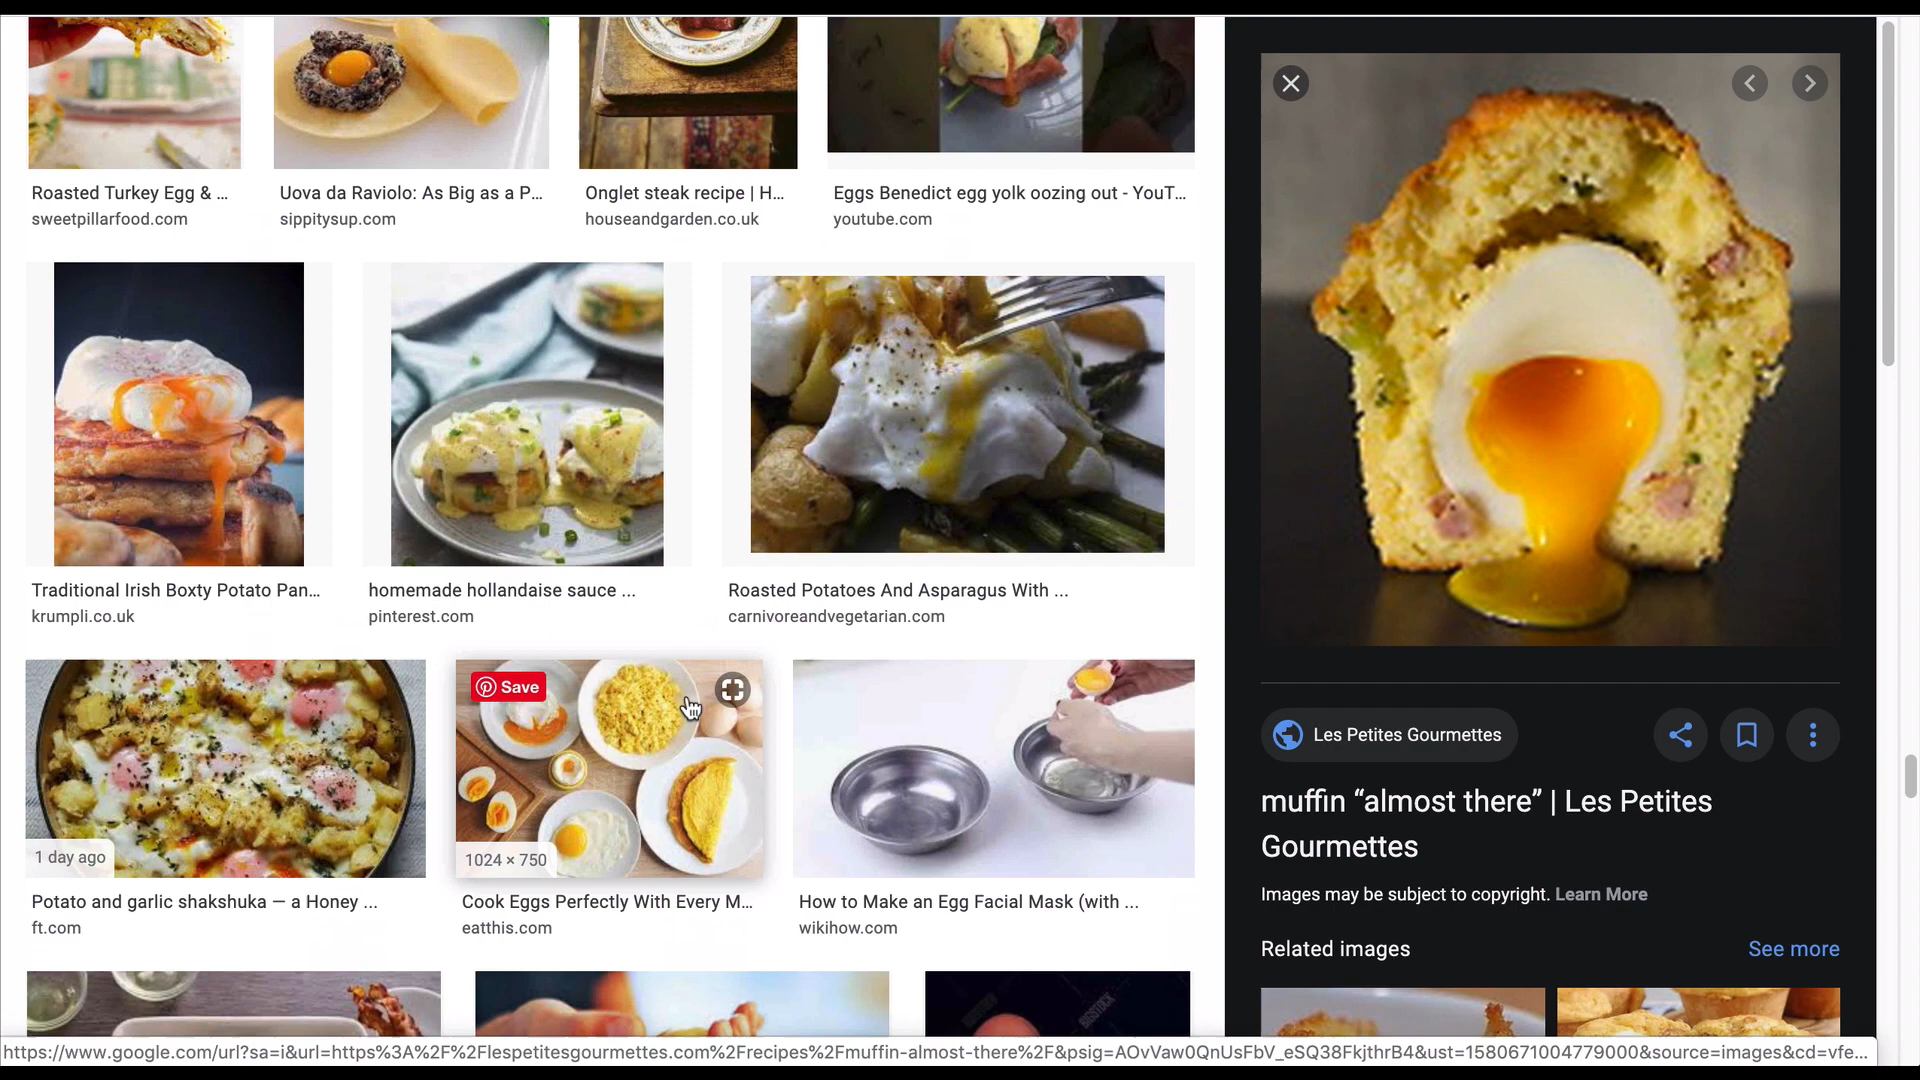 Roasted Turkey Egg & ...
sweetpillarfood.com
Uova da Raviolo: As Big as a P...
sippitysup.com
Onglet steak recipe | H...
houseandgarden.co.uk
Eggs Benedict egg yolk oozing out - YouT...
youtube.com
Traditional Irish Boxty Potato Pan...
krumpli.co.uk
homemade hollandaise sauce ...
pinterest.com
Roasted Potatoes And Asparagus With ...
carnivoreandvegetarian.com
1 day ago
Potato and garlic shakshuka — a Honey ...
ft.com
Save
1024 × 750
Cook Eggs Perfectly With Every M...
eatthis.com
How to Make an Egg Facial Mask (with ...
wikihow.com
BIGSTOCK
Les Petites Gourmettes
muffin “almost there” | Les Petites
Gourmettes
Images may be subject to copyright. Learn More
Related images
See more
https://www.google.com/url?sa=i&url=https%3A%2F%2Flespetitesgourmettes.com%2Frecipes%2Fmuffin-almost-there%2F&psig=AOvVaw0QnUsFbV_eSQ38FkjthrB4&ust=1580671004779000&source=images&cd=vfe...